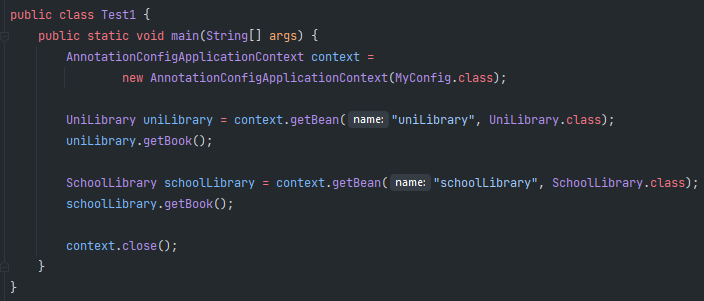 public class Test1 {
    public static void main(String[] args) {
        AnnotationConfigApplicationContext context =
                new AnnotationConfigApplicationContext(MyConfig.class);
        UniLibrary uniLibrary = context.getBean( name: "uniLibrary", UniLibrary.class);
        uniLibrary.getBook();
        SchoolLibrary schoolLibrary = context.getBean( name: "schoolLibrary", SchoolLibrary.class);
        schoolLibrary.getBook();
        context.close();
    }
}